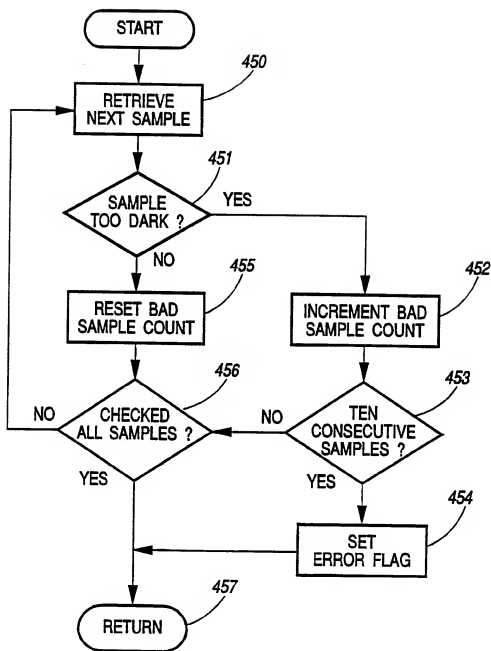 START
450
RETRIEVE
NEXT SAMPLE
451
SAMPLE
TOO DARK ?
YES
NO
455
RESET BAD
SAMPLE COUNT
452
INCREMENT BAD
SAMPLE COUNT
456
CHECKED
ALL SAMPLES ?
NO
YES
453
TEN
CONSECUTIVE
SAMPLES ?
NO
YES
454
SET
ERROR FLAG
457
RETURN